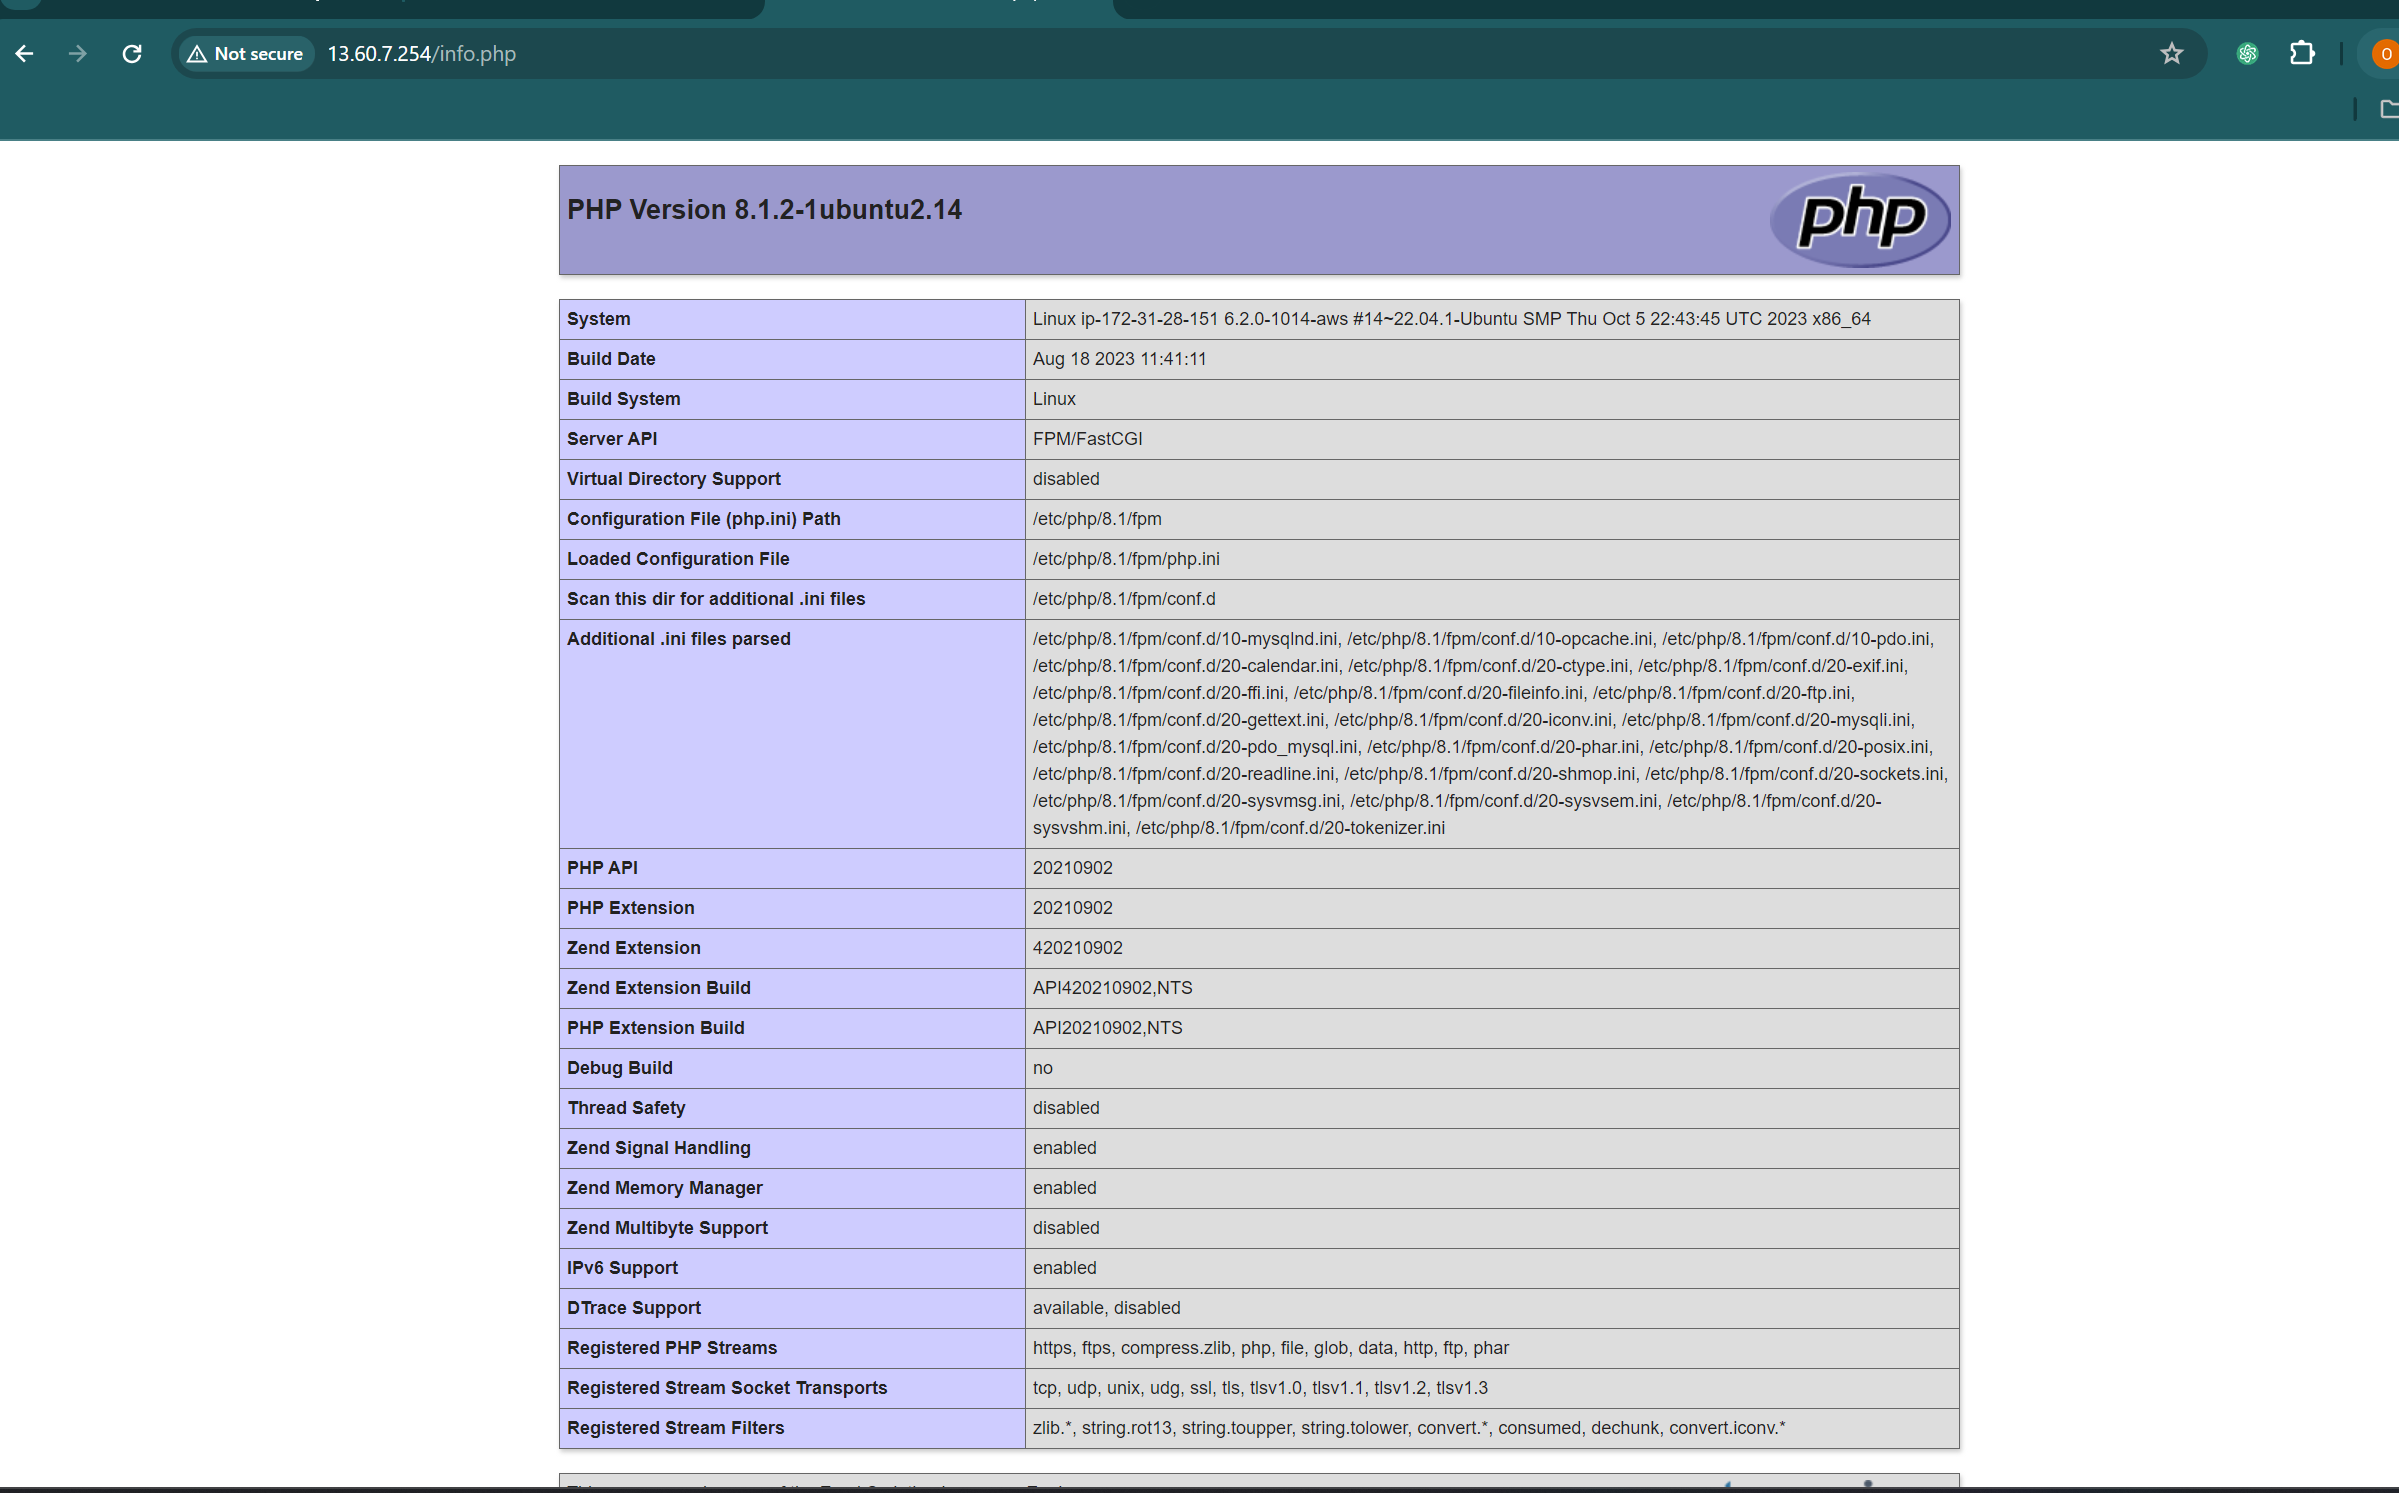 Not secure
13.60.7.254/info.php
O
PHP Version 8.1.2-1ubuntu2.14
php
System Linux ip-172-31-28-151 6.2.0-1014-aws #14~22.04.1-Ubuntu SMP Thu Oct 5 22:43:45 UTC 2023 x86_64
Build Date Aug 18 2023 11:41:11
Build System Linux
Server API FPM/FastCGI
Virtual Directory Support disabled
Configuration File (php.ini) Path /etc/php/8.1/fpm
Loaded Configuration File /etc/php/8.1/fpm/php.ini
Scan this dir for additional .ini files /etc/php/8.1/fpm/conf.d
Additional .ini files parsed /etc/php/8.1/fpm/conf.d/10-mysqlnd.ini, /etc/php/8.1/fpm/conf.d/10-opcache.ini, /etc/php/8.1/fpm/conf.d/10-pdo.ini,
/etc/php/8.1/fpm/conf.d/20-calendar.ini, /etc/php/8.1/fpm/conf.d/20-ctype.ini, /etc/php/8.1/fpm/conf.d/20-exif.ini,
/etc/php/8.1/fpm/conf.d/20-ffi.ini, /etc/php/8.1/fpm/conf.d/20-fileinfo.ini, /etc/php/8.1/fpm/conf.d/20-ftp.ini,
/etc/php/8.1/fpm/conf.d/20-gettext.ini, /etc/php/8.1/fpm/conf.d/20-iconv.ini, /etc/php/8.1/fpm/conf.d/20-mysqli.ini,
/etc/php/8.1/fpm/conf.d/20-pdo_mysql.ini, /etc/php/8.1/fpm/conf.d/20-phar.ini, /etc/php/8.1/fpm/conf.d/20-posix.ini,
/etc/php/8.1/fpm/conf.d/20-readline.ini, /etc/php/8.1/fpm/conf.d/20-shmop.ini, /etc/php/8.1/fpm/conf.d/20-sockets.ini,
/etc/php/8.1/fpm/conf.d/20-sysvmsg.ini, /etc/php/8.1/fpm/conf.d/20-sysvsem.ini, /etc/php/8.1/fpm/conf.d/20-
sysvshm.ini, /etc/php/8.1/fpm/conf.d/20-tokenizer.ini
PHP API 20210902
PHP Extension 20210902
Zend Extension 420210902
Zend Extension Build API420210902,NTS
PHP Extension Build API20210902,NTS
Debug Build no
Thread Safety disabled
Zend Signal Handling enabled
Zend Memory Manager enabled
Zend Multibyte Support disabled
IPv6 Support enabled
DTrace Support available, disabled
Registered PHP Streams https, ftps, compress.zlib, php, file, glob, data, http, ftp, phar
Registered Stream Socket Transports tcp, udp, unix, udg, ssl, tls, tlsv1.0, tlsv1.1, tlsv1.2, tlsv1.3
Registered Stream Filters zlib.*, string.rot13, string.toupper, string.tolower, convert.*, consumed, dechunk, convert.iconv.*